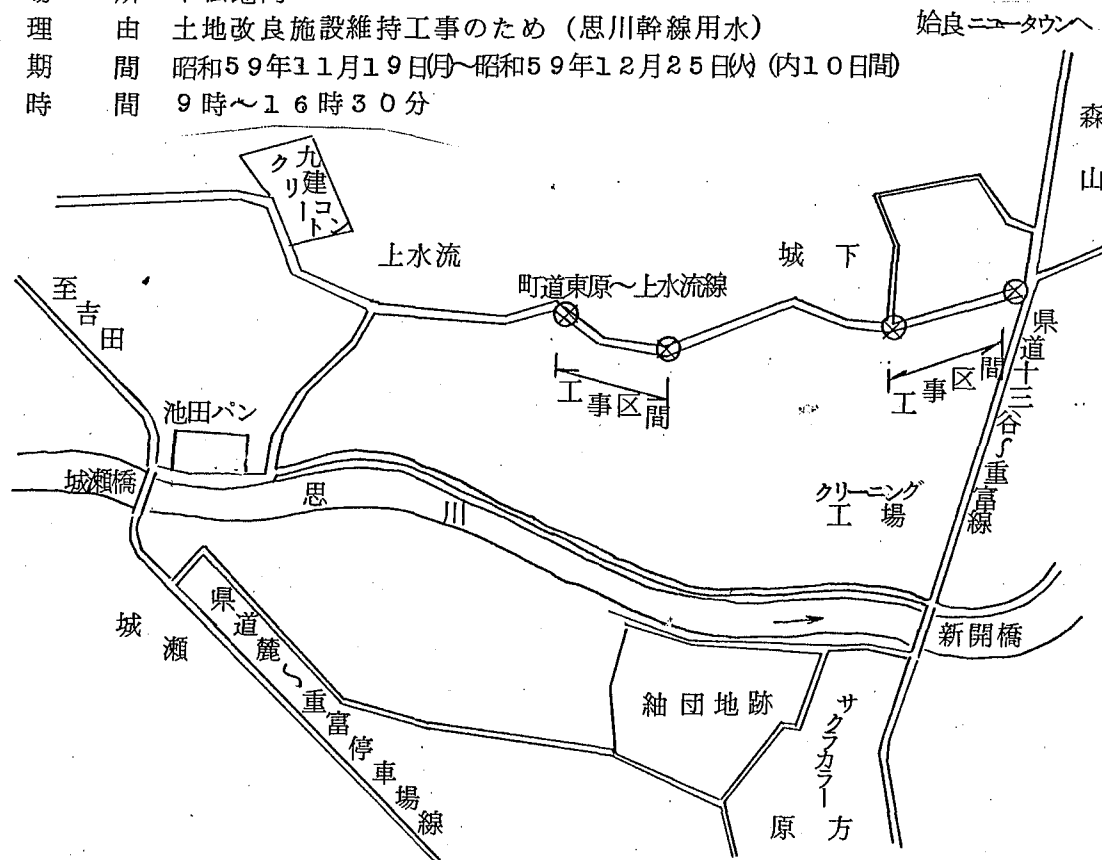 理由 土地改良施設維持工事のため（思川幹線用水）
期間 昭和59年11月19日(月)～昭和59年12月25日(火)(内10日間)
時間 9時～16時30分
姶良ニュータウンへ
森山
九建コンクリート
上水流
城下
町道東原～上水流線
至吉田
工事区間
工事区間
県道十三谷～重富線
池田パン
城瀬橋
思川
クリーニング
工場
県道麓～重富停車場線
城瀬
新開橋
紬団地跡
サクラカラー
原方